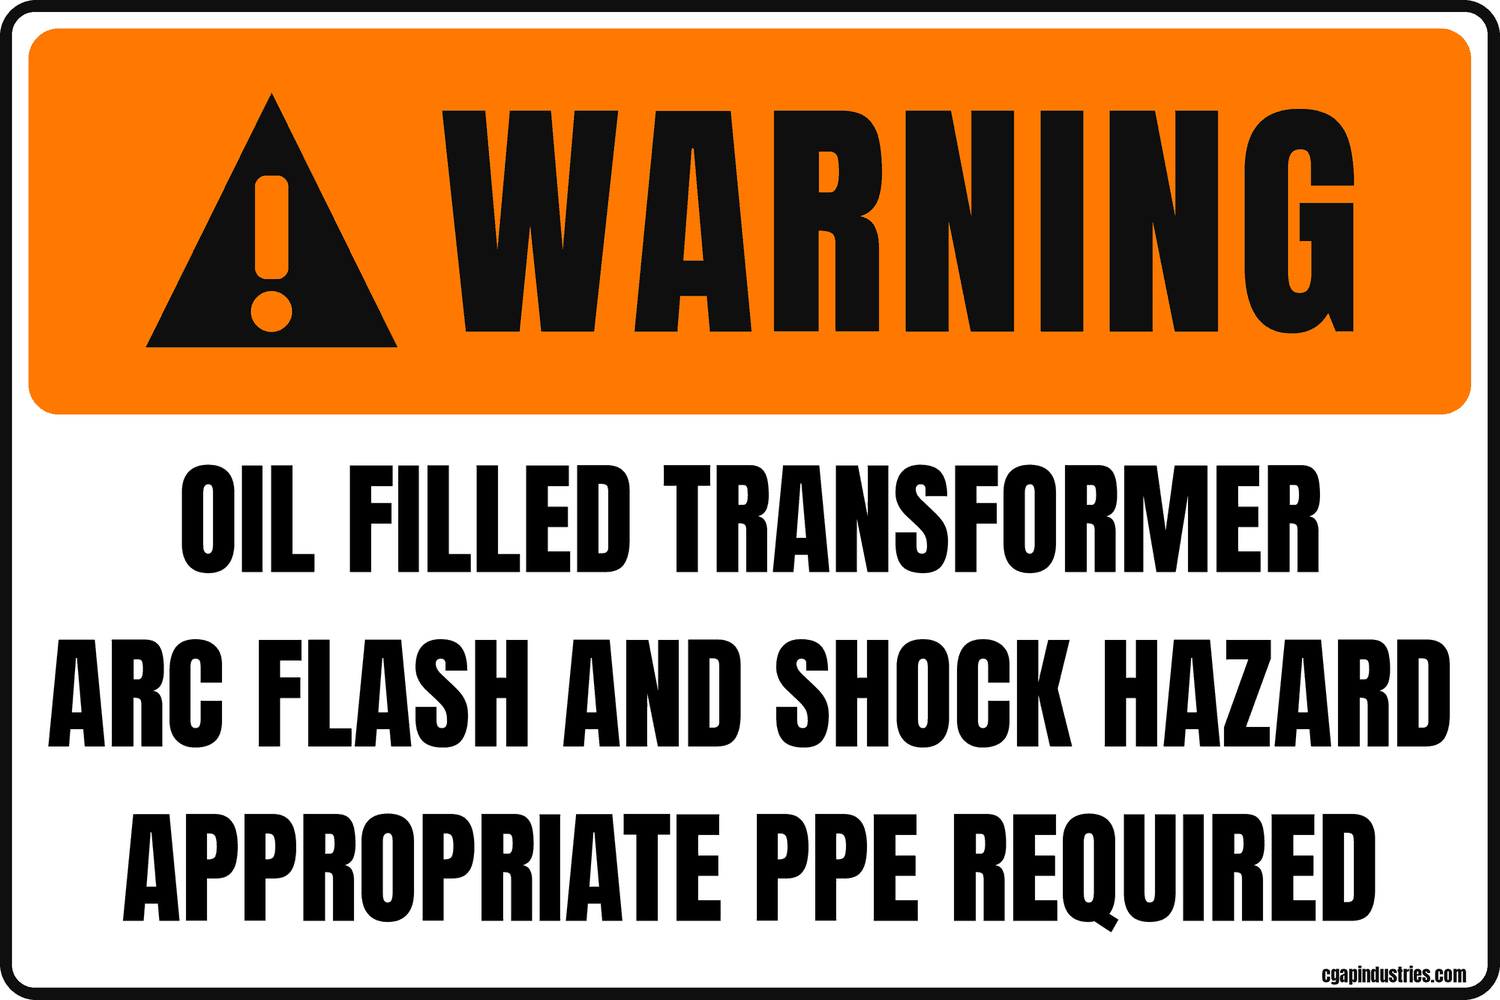 WARNING
OIL FILLED TRANSFORMER
ARC FLASH AND SHOCK HAZARD
APPROPRIATE PPE REQUIRED
cgapindustries.com